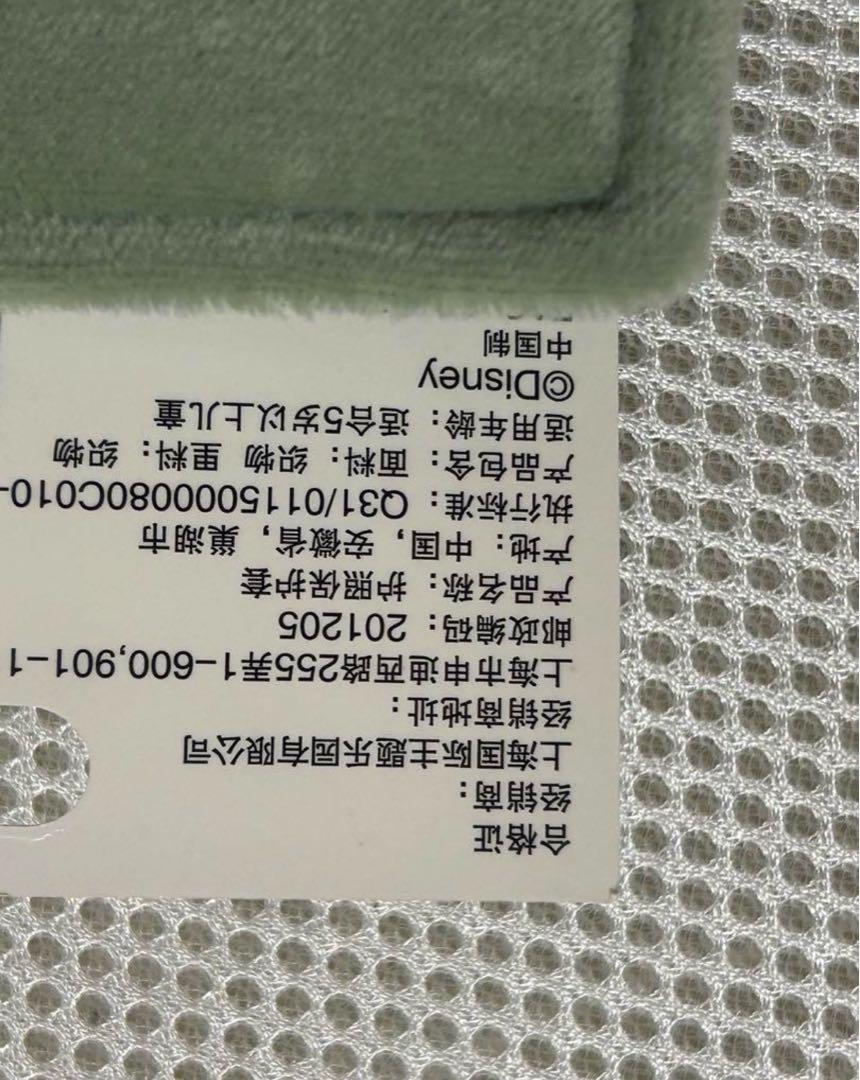 合格证
经销商：
上海国际主题乐园有限公司
经销商地址：
上海市申迪西路255弄1-600,901-1
邮政编码：201205
产品名称：护照保护套
产地：中国，安徽省，巢湖市
执行标准：Q31/0115000080C010-
产品包含：面料：织物 里料：织物
适用年龄：适合5岁以上儿童
©Disney
中国制